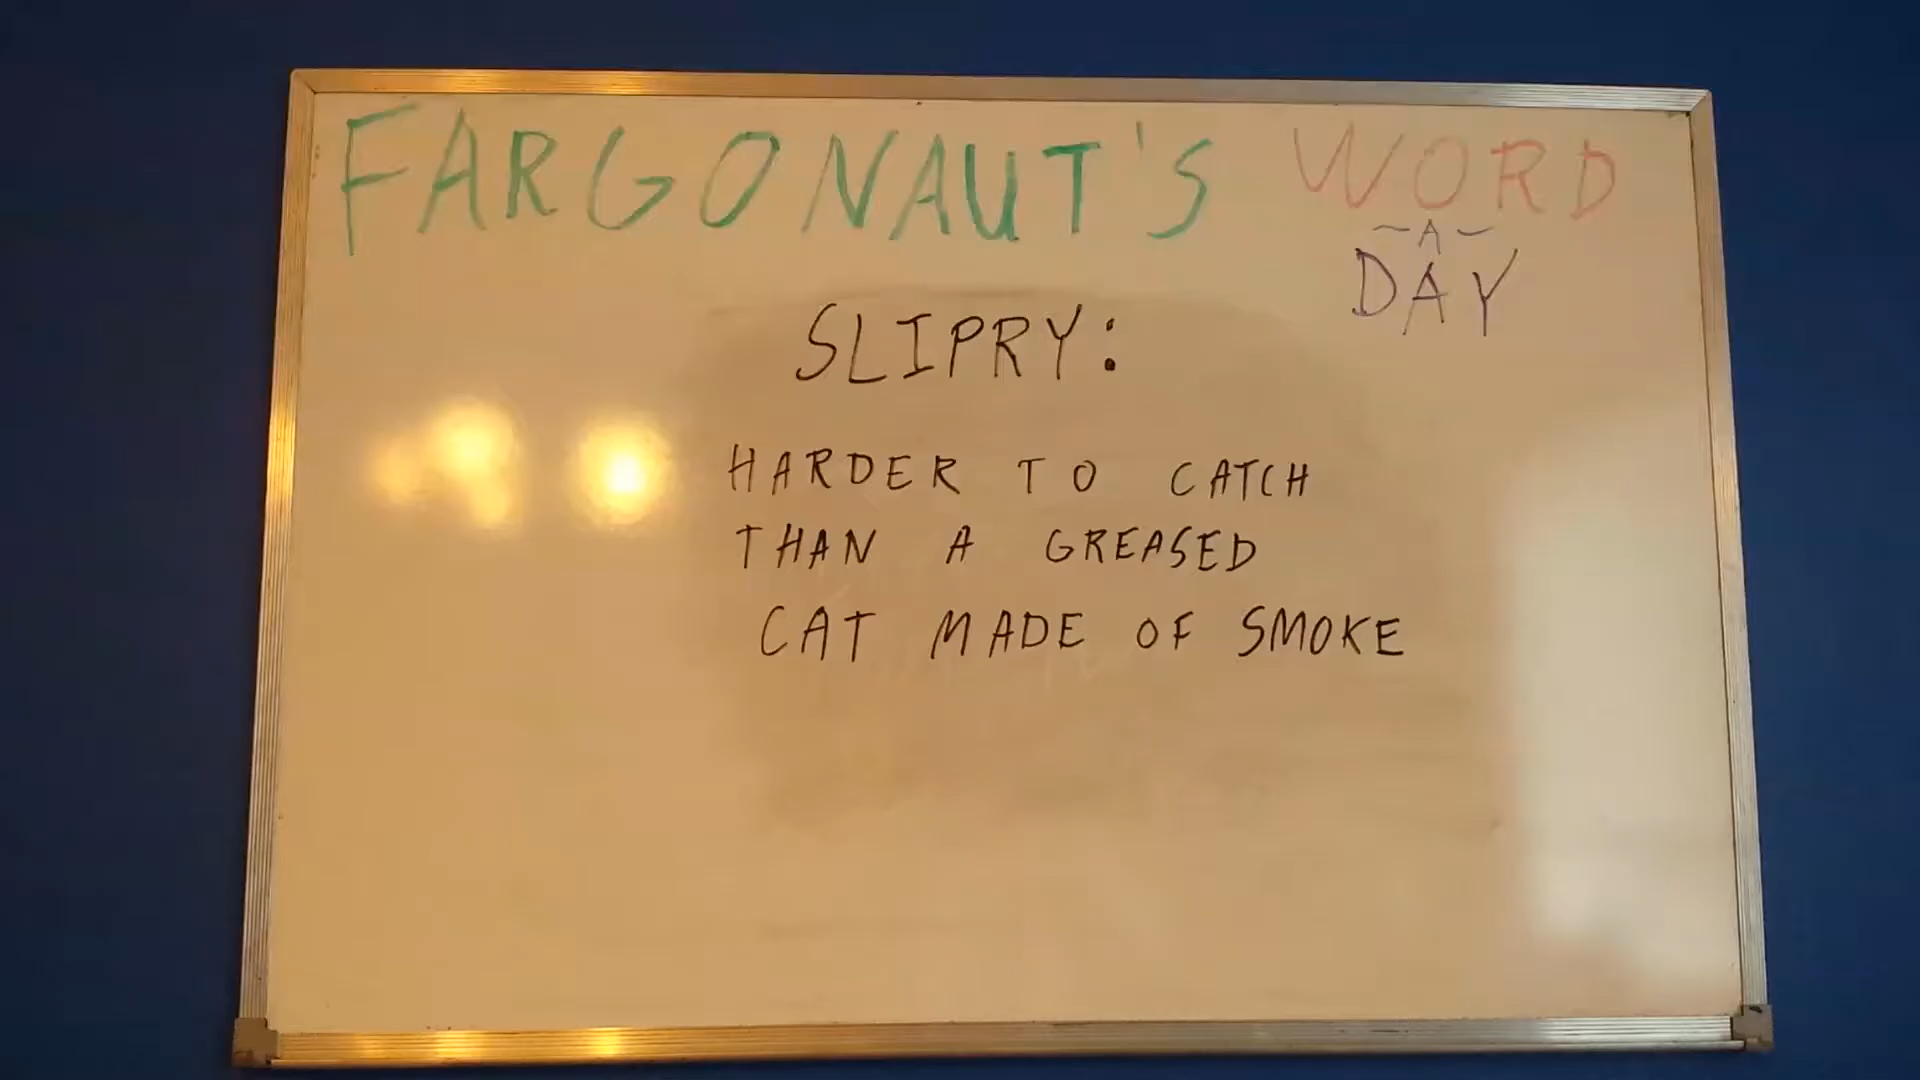 FARGONAUT'S WORD
-A-
DAY
SLIPRY:
HARDER TO CATCH
THAN A GREASED
CAT MADE OF SMOKE